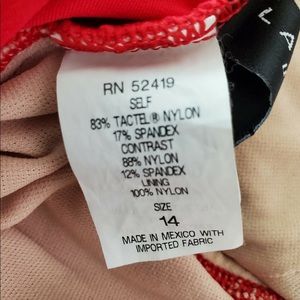 RN 52419
SELF
83% TACTEL® NYLON
17% SPANDEX
CONTRAST
88% NYLON
12% SPANDEX
LINING
100% NYLON
SIZE
14
MADE IN MEXICO WITH
IMPORTED FABRIC